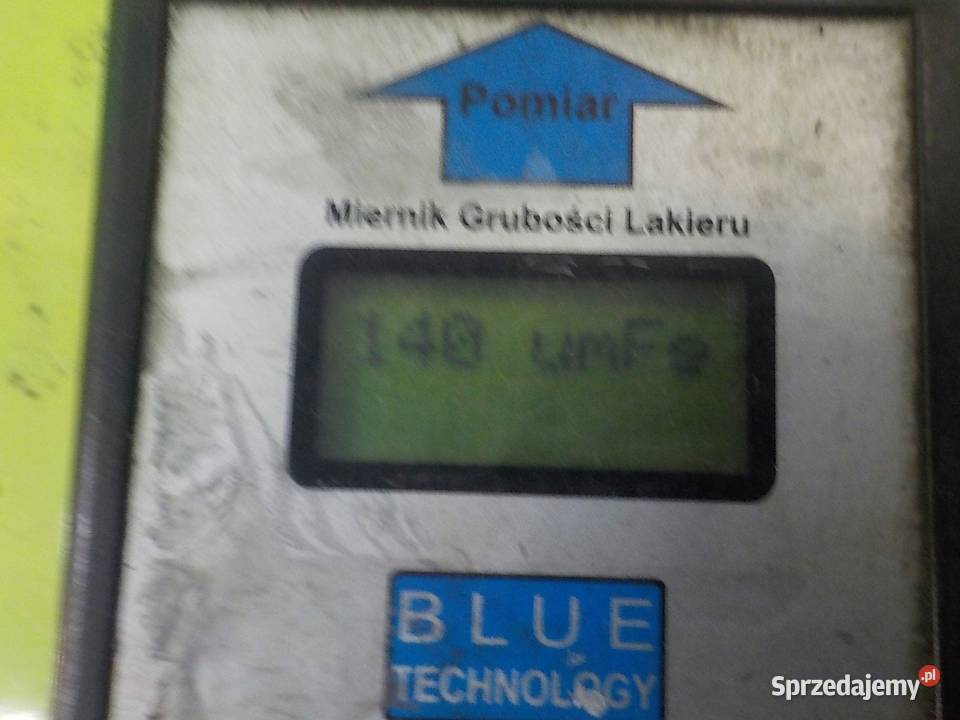 Pomiar
Miernik Grubości Lakieru
140 umFe
BLUE
TECHNOLOGY
Sprzedajemy.pl